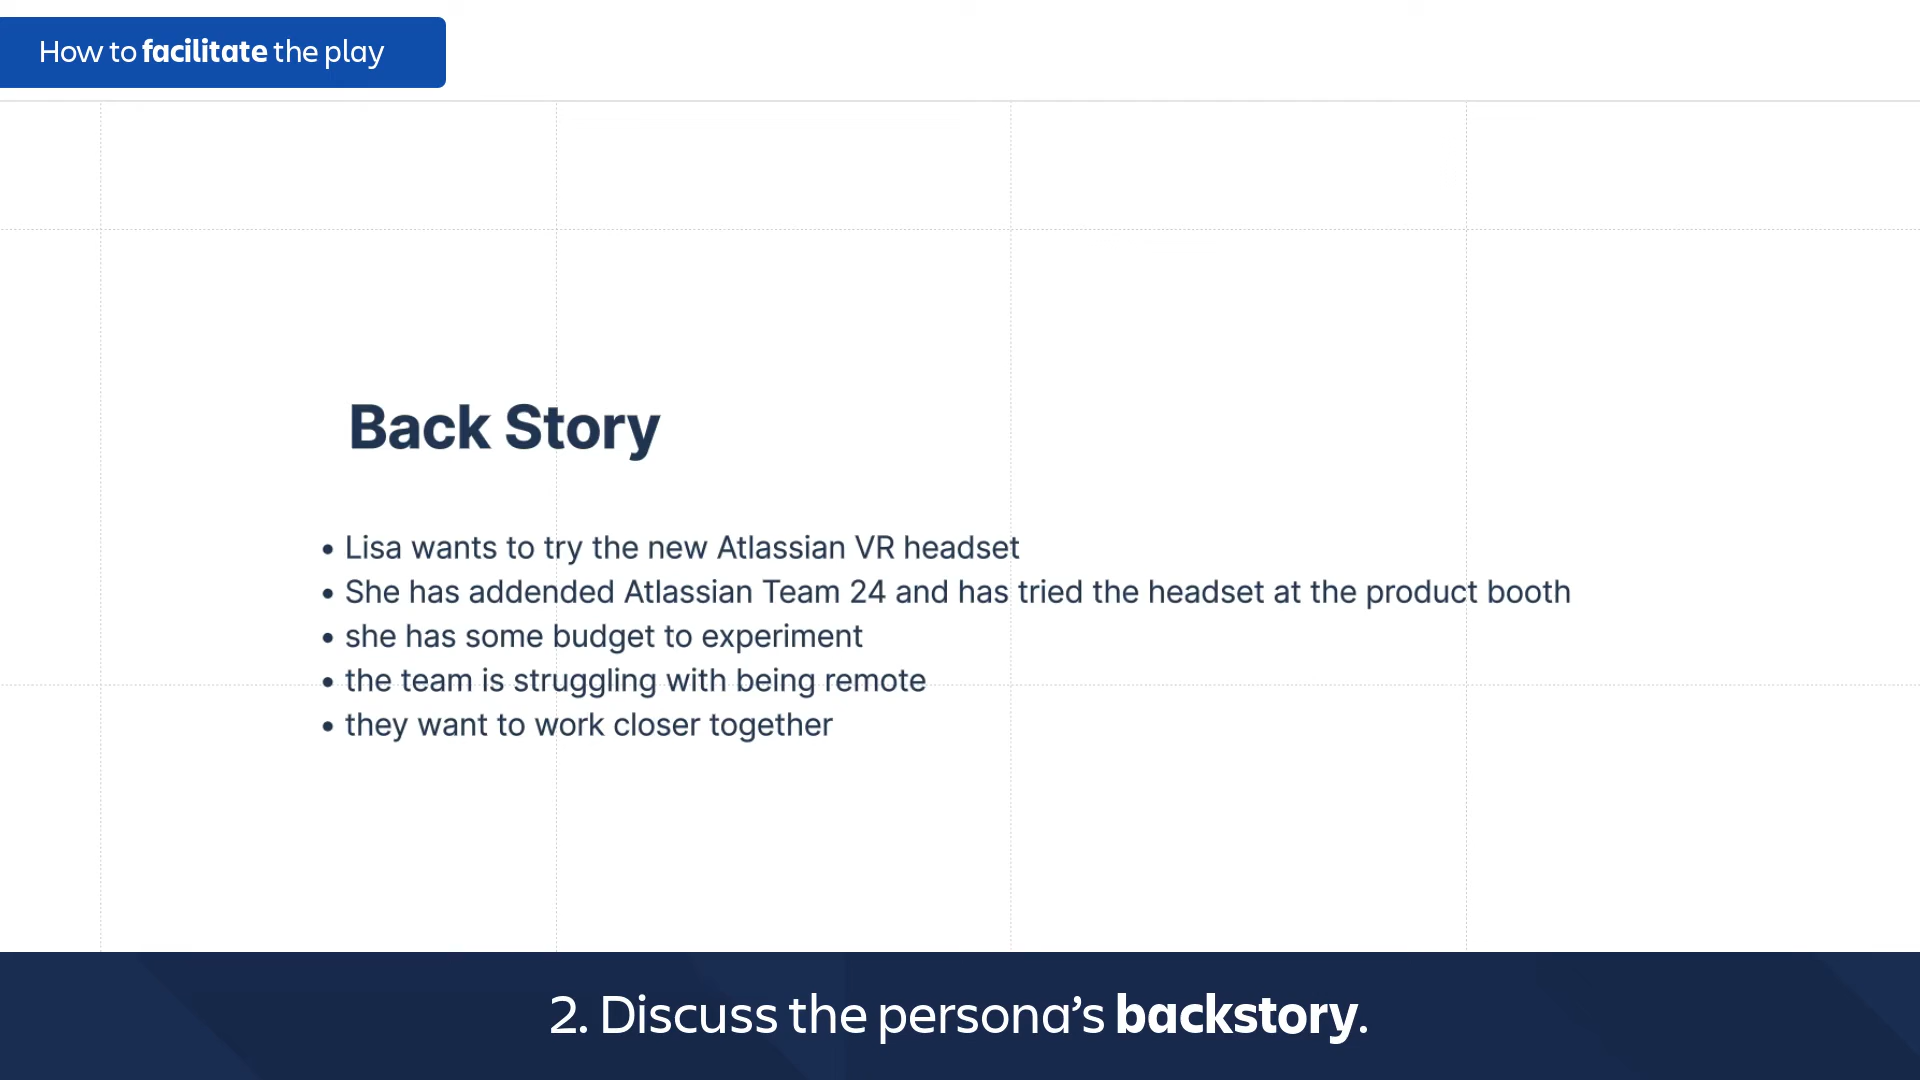 How to facilitate the play
Back Story
• Lisa wants to try the new Atlassian VR headset
• She has addended Atlassian Team 24 and has tried the headset at the product booth
• she has some budget to experiment
• the team is struggling with being remote
• they want to work closer together
2. Discuss the persona’s backstory.